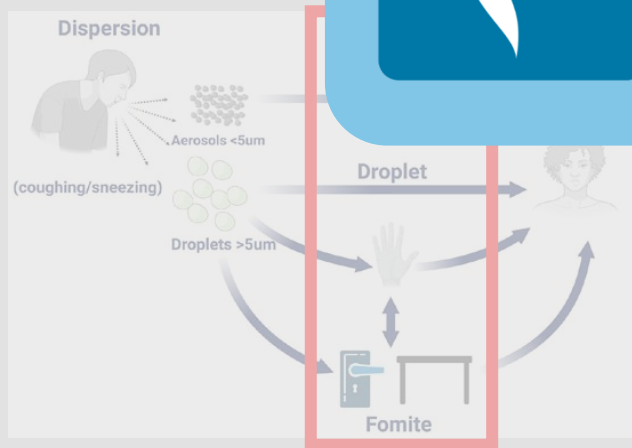 Dispersion
Aerosols <5um
(coughing/sneezing)
Droplet
Droplets >5um
Fomite